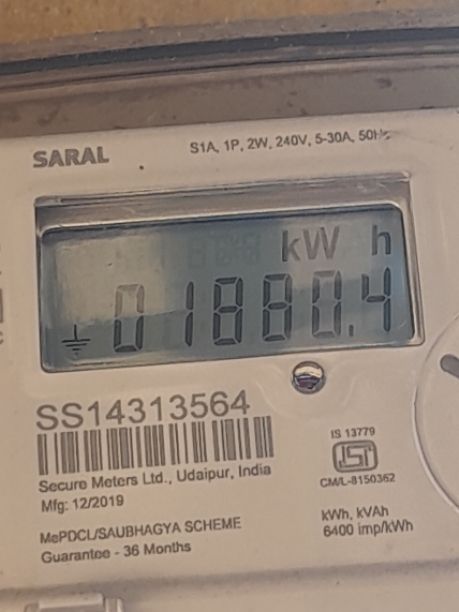 SARAL
S1A, 1P, 2W, 240V, 5-30A, 50Hz
kW h
01880.4
SS14313564
Secure Meters Ltd., Udaipur, India
Mfg: 12/2019
MePDCL/SAUBHAGYA SCHEME
Guarantee - 36 Months
IS 13779
ISI
CM/L-8150362
kWh, kVAh
6400 imp/kWh